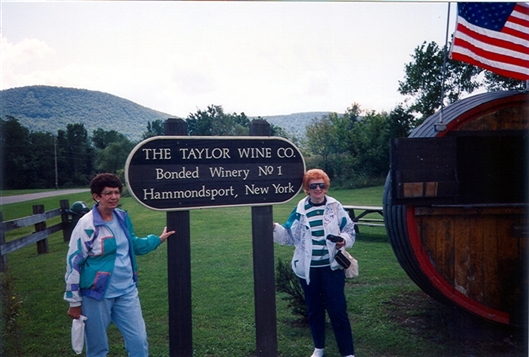 THE TAYLOR WINE CO.
Bonded Winery Nº 1
Hammondsport, New York